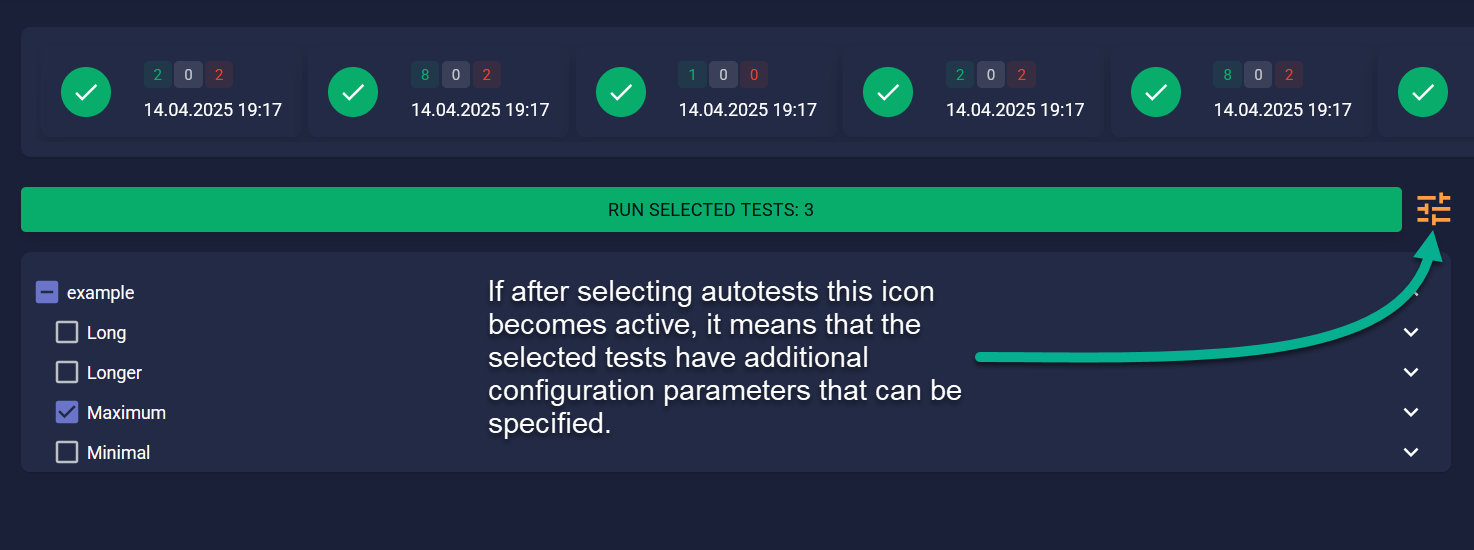 2 0 2 8 0 2 1 0 0 2 0 2 8 0 2
14.04.2025 19:17 14.04.2025 19:17 14.04.2025 19:17 14.04.2025 19:17 14.04.2025 19:17
RUN SELECTED TESTS: 3
example
Long
Longer
Maximum
Minimal
If after selecting autotests this icon
becomes active, it means that the
selected tests have additional
configuration parameters that can be
specified.